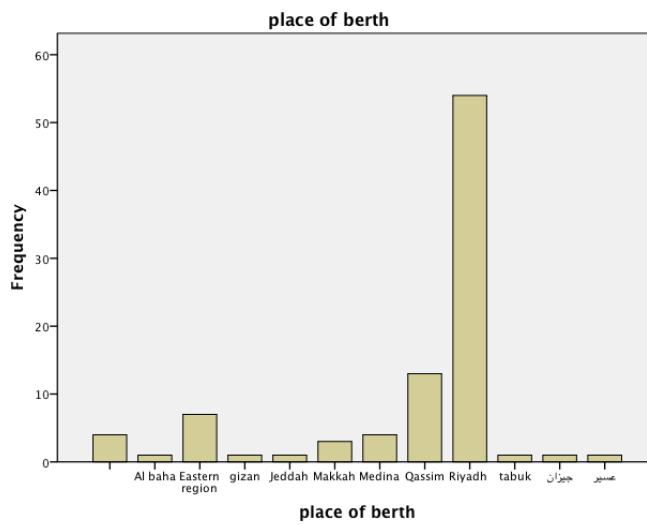 place of berth
60
50
40
30
20
10
0
Frequency
Al baha Eastern region gizan Jeddah Makkah Medina Qassim Riyadh tabuk جيزان عسير
place of berth